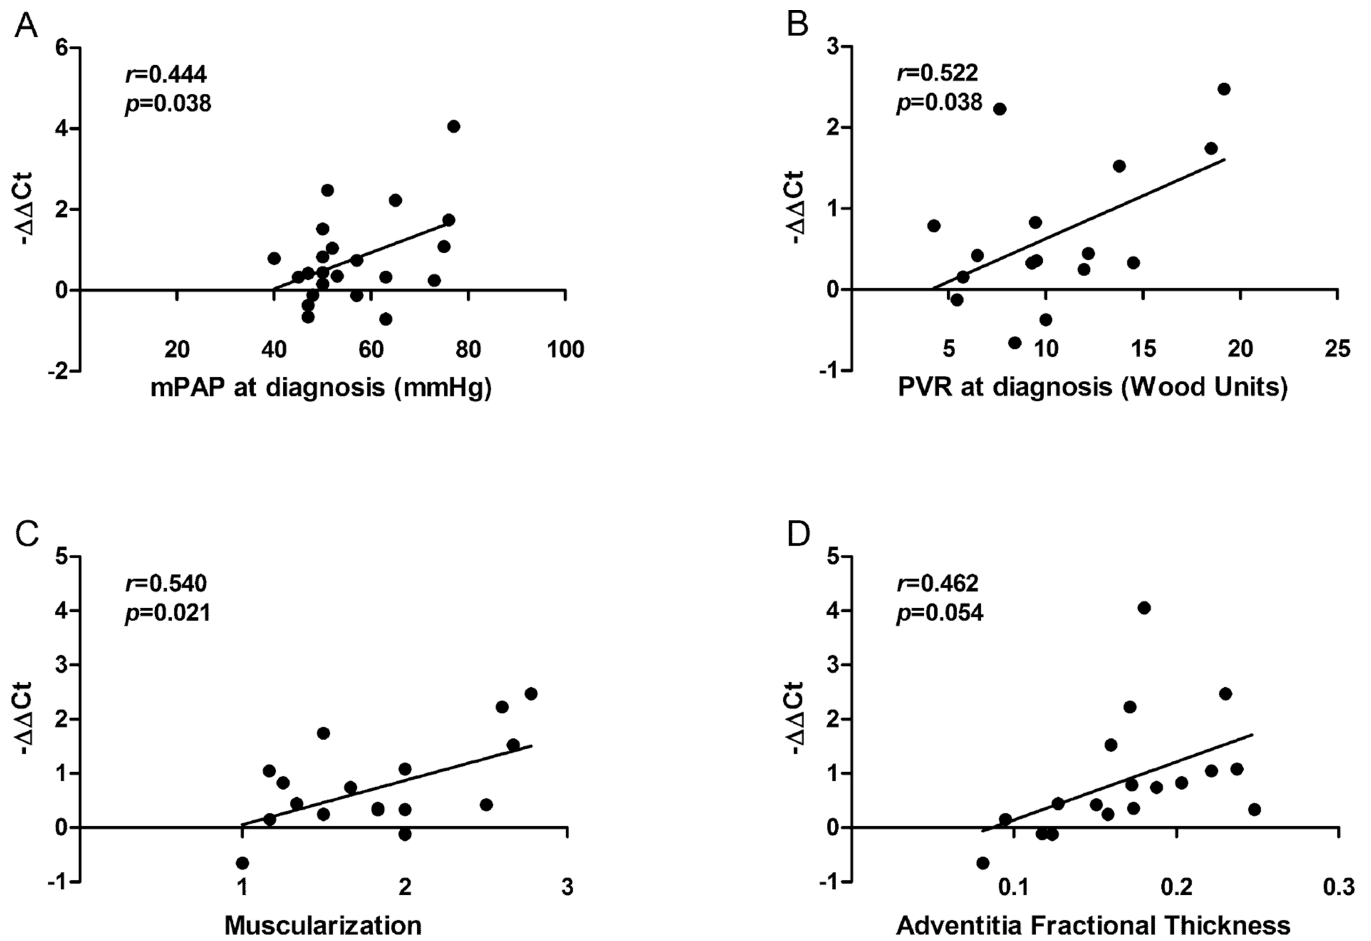 A
6
4
2
0
-2
-ΔΔCt
r=0.444
p=0.038
20 40 60 80 100
mPAP at diagnosis (mmHg)
B
3
2
1
0
-1
-ΔΔCt
r=0.522
p=0.038
5 10 15 20 25
PVR at diagnosis (Wood Units)
C
5
4
3
2
1
0
-1
-ΔΔCt
r=0.540
p=0.021
1 2 3
Muscularization
D
5
4
3
2
1
0
-1
-ΔΔCt
r=0.462
p=0.054
0.1 0.2 0.3
Adventitia Fractional Thickness